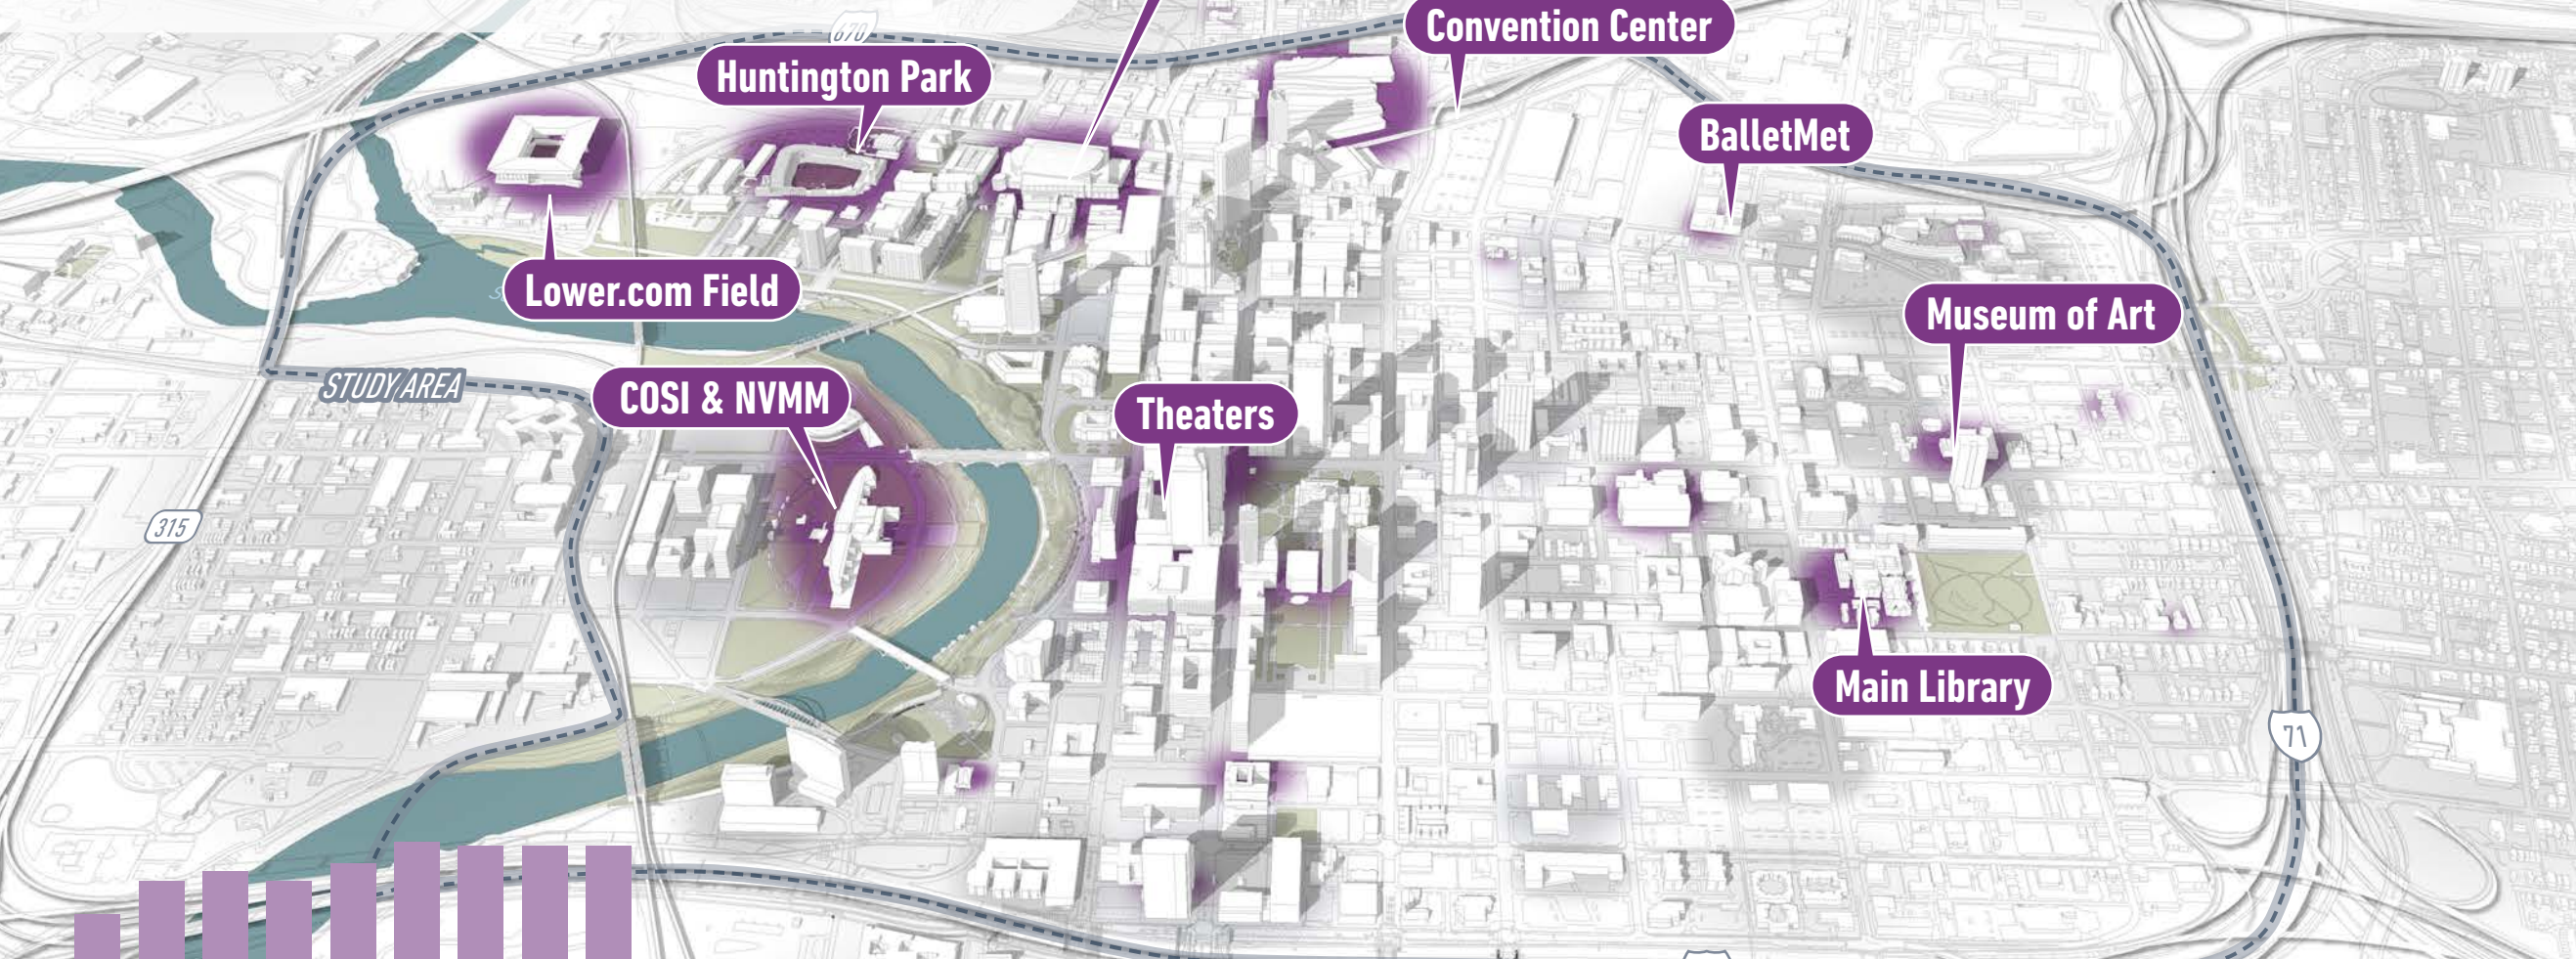 Convention Center
670
Huntington Park
BalletMet
Lower.com Field
Museum of Art
STUDY AREA
COSI & NVMM
Theaters
315
Main Library
71